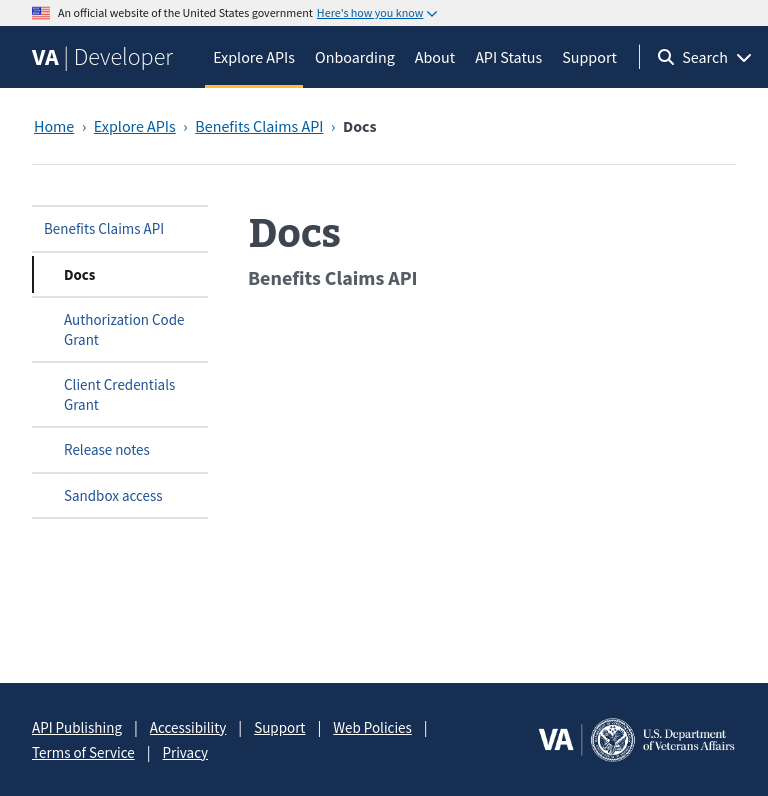 An official website of the United States government Here's how you know
VA | Developer Explore APIs Onboarding About API Status Support Search
Home › Explore APIs › Benefits Claims API › Docs
Benefits Claims API
Docs
Authorization Code
Grant
Client Credentials
Grant
Release notes
Sandbox access
Docs
Benefits Claims API
API Publishing | Accessibility | Support | Web Policies |
Terms of Service | Privacy
VA
U.S. Department
of Veterans Affairs